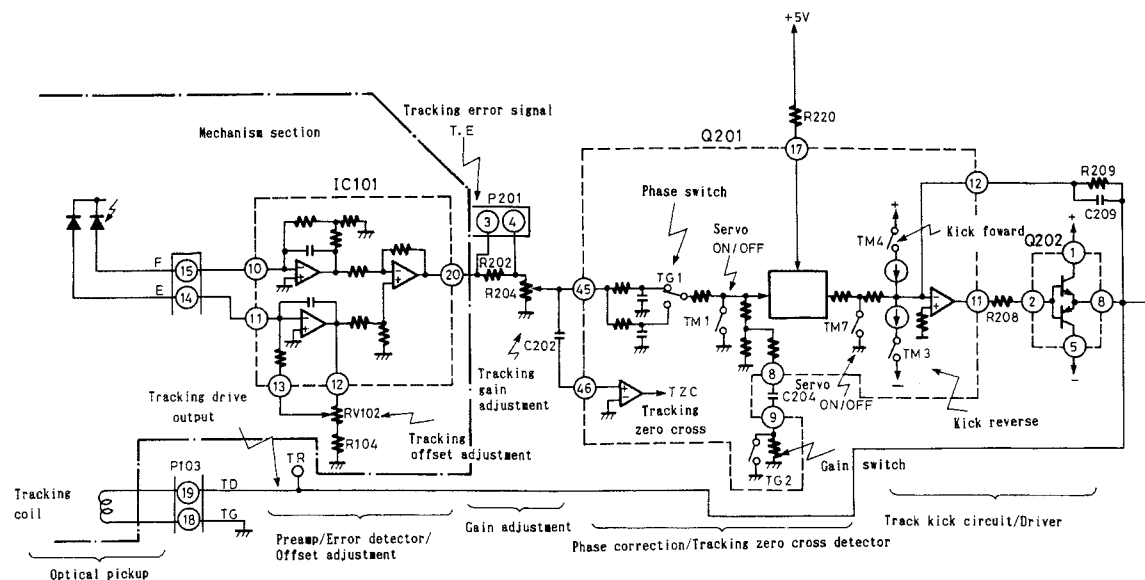 +5V
R220
Tracking error signal
T.E
Mechanism section
Q201
17
IC101
P201
3 4
Phase switch
12
R209
C209
Servo
ON/OFF
TM4
Kick foward
Q202
1
F 15 10
20
R202
R204
45
TG1
TM1
TM7
11
R208
2
8
E 14
11
C202
TM3
5
13
12
Tracking
gain
adjustment
46
TZC
Tracking
zero cross
8
C204
9
Servo
ON/OFF
Kick reverse
Tracking drive
output
RV102
R104
Tracking
offset adjustment
TG2
Gain switch
TR
P103
Tracking
coil
19 TD
18 TG
Preamp/Error detector/
Offset adjustment
Gain adjustment
Phase correction/Tracking zero cross detector
Track kick circuit/Driver
Optical pickup